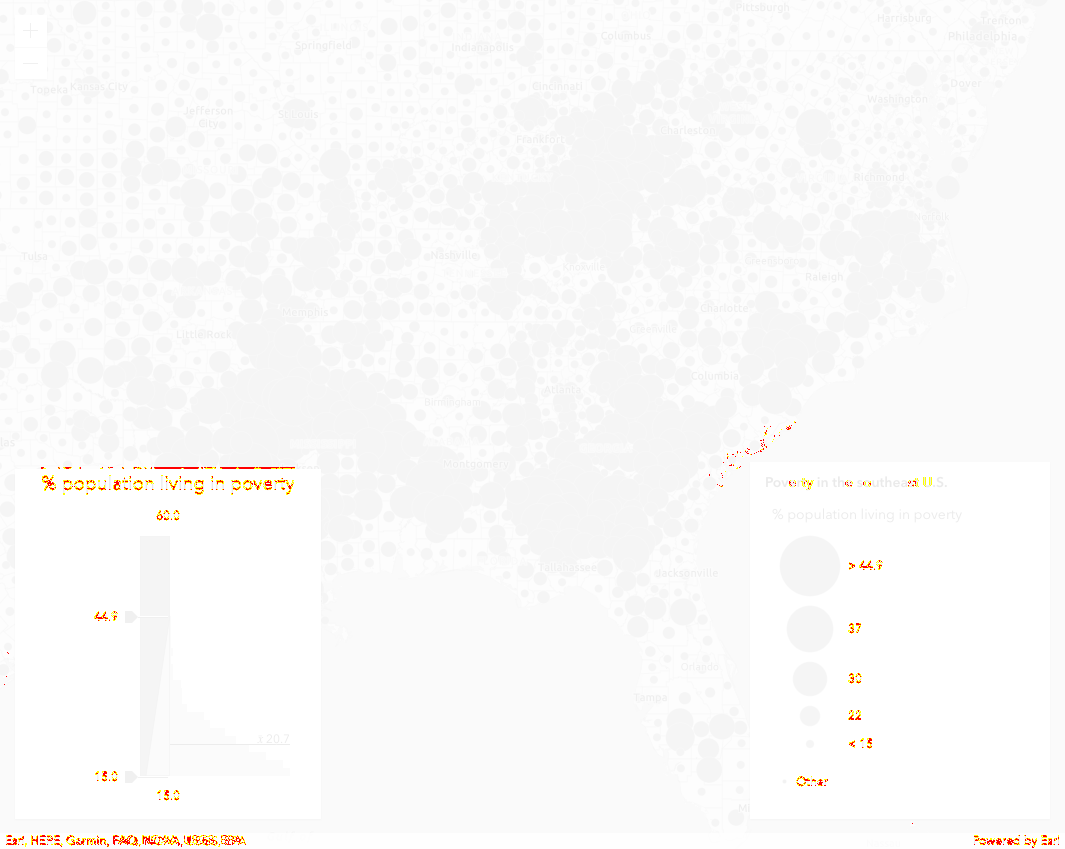 Pittsburgh
Harrisburg
Trenton
Philadelphia
Columbus
Springfield
Indianapolis
Topeka
Kansas City
Cincinnati
Dover
Washington
Jefferson
City
Frankfort
Charleston
Richmond
Tulsa
Nashville
Knoxville
Greensboro
Raleigh
Memphis
Charlotte
Little Rock
Greenville
Columbia
Atlanta
Birmingham
Montgomery
% population living in poverty
60.0
44.9
x̄ 20.7
15.0
15.0
Poverty in the southeast U.S.
% population living in poverty
> 44.9
37
30
22
< 15
Other
Tallahassee
Jacksonville
Orlando
Tampa
Esri, HERE, Garmin, FAO, NOAA, USGS, EPA
Powered by Esri